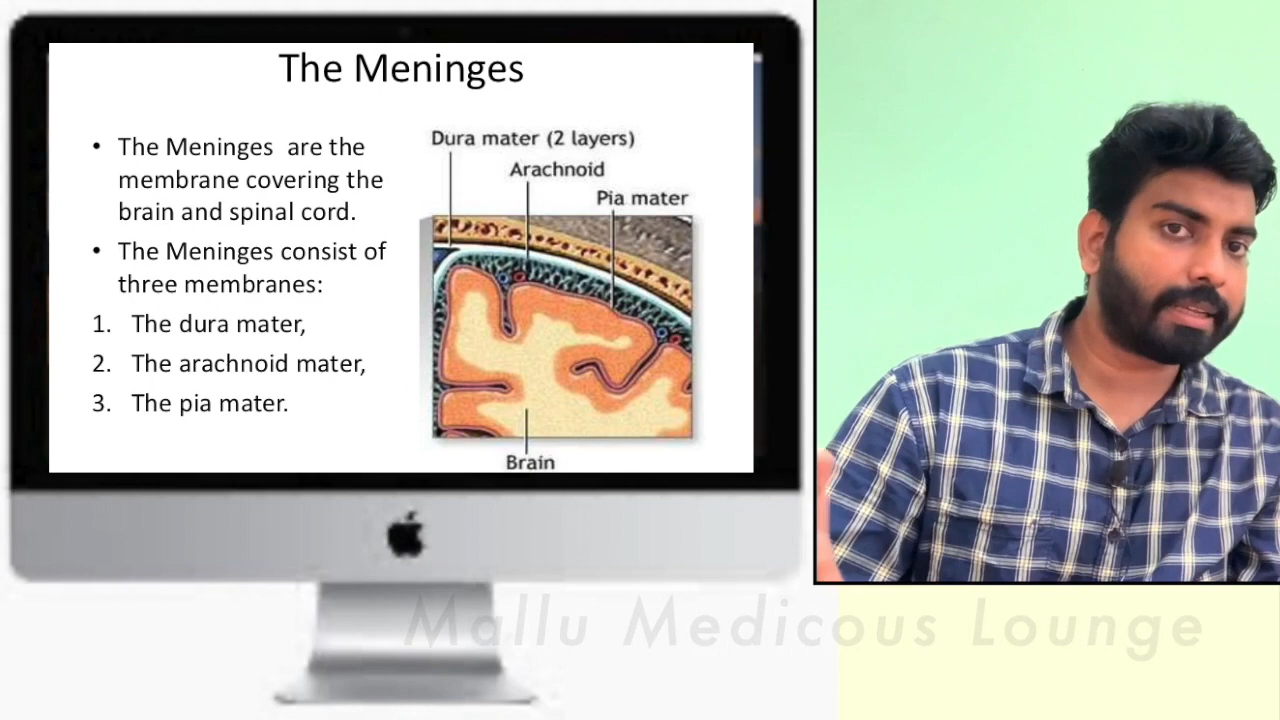 The Meninges
• The Meninges are the
membrane covering the
brain and spinal cord.
• The Meninges consist of
three membranes:
1. The dura mater,
2. The arachnoid mater,
3. The pia mater.
Dura mater (2 layers)
Arachnoid
Pia mater
Brain
Mallu Medicous Lounge